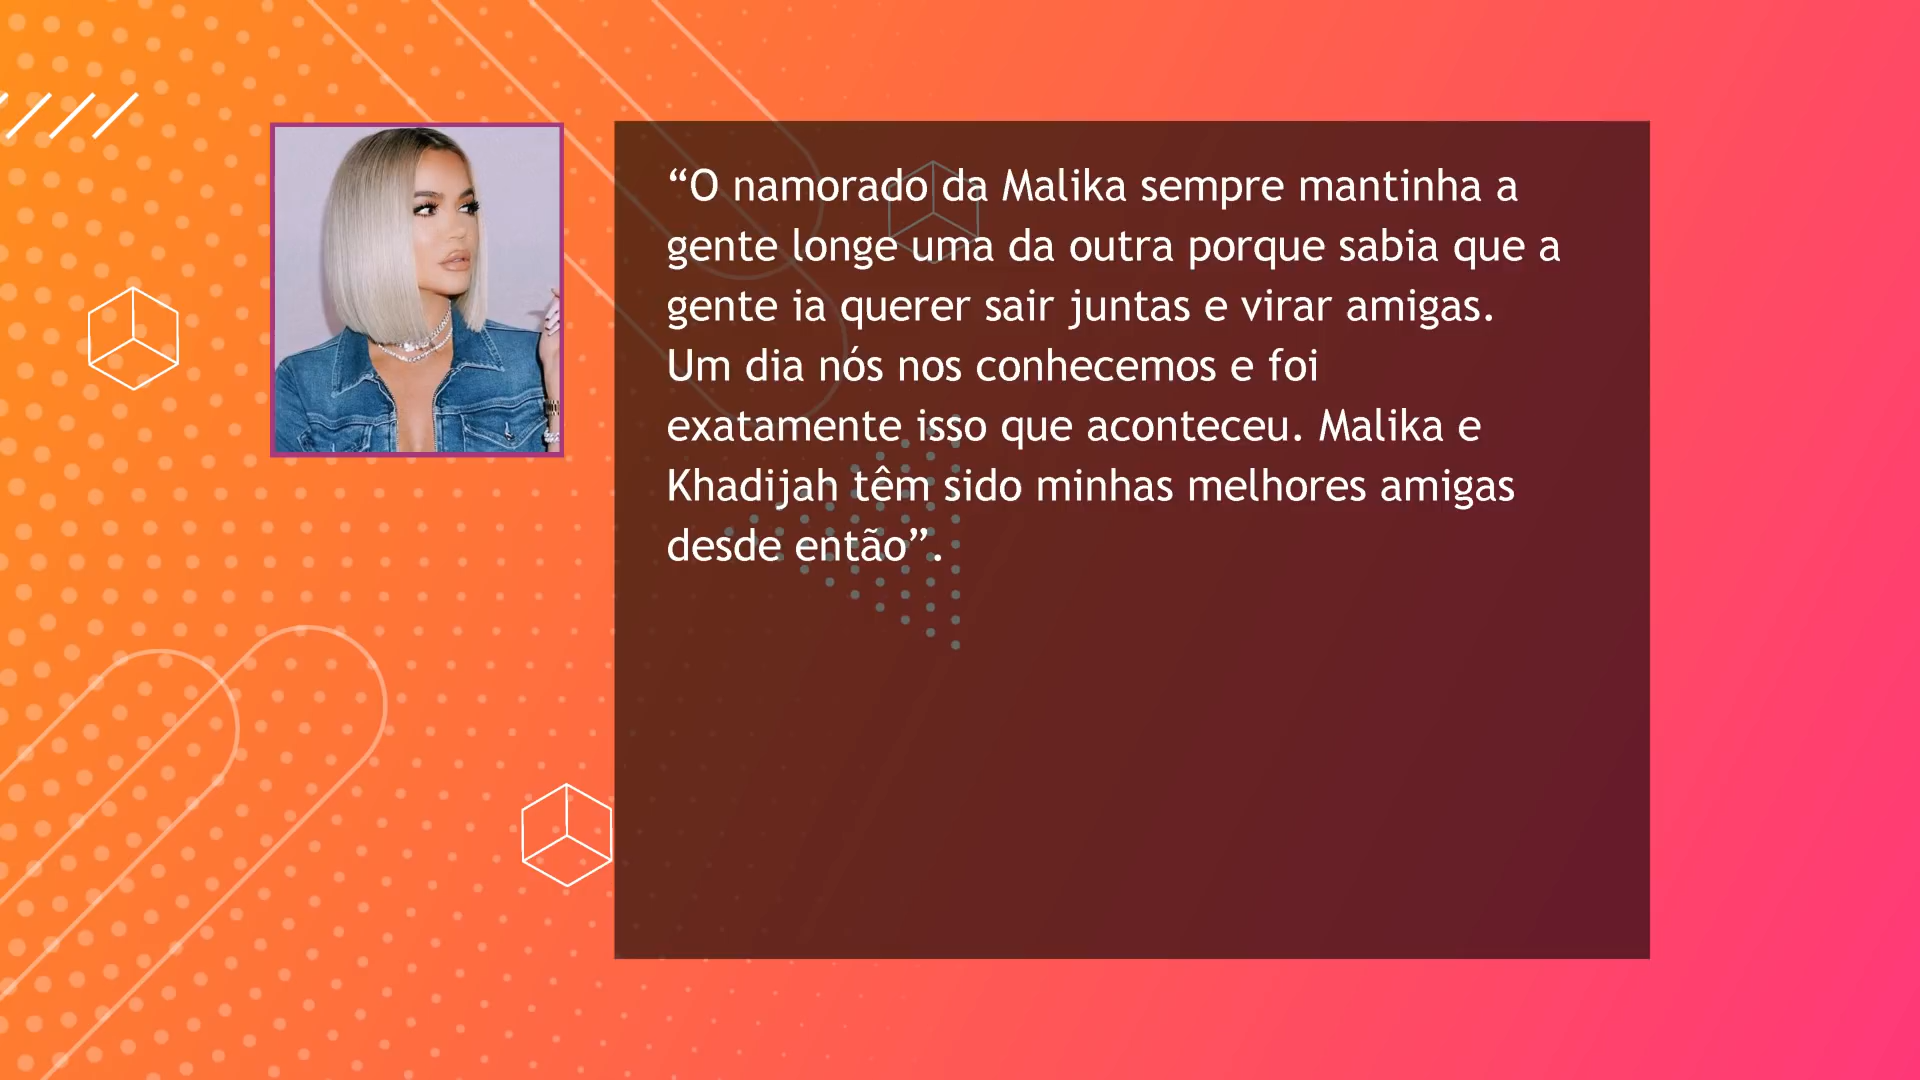 “O namorado da Malika sempre mantinha a
gente longe uma da outra porque sabia que a
gente ia querer sair juntas e virar amigas.
Um dia nós nos conhecemos e foi
exatamente isso que aconteceu. Malika e
Khadijah têm sido minhas melhores amigas
desde então”.